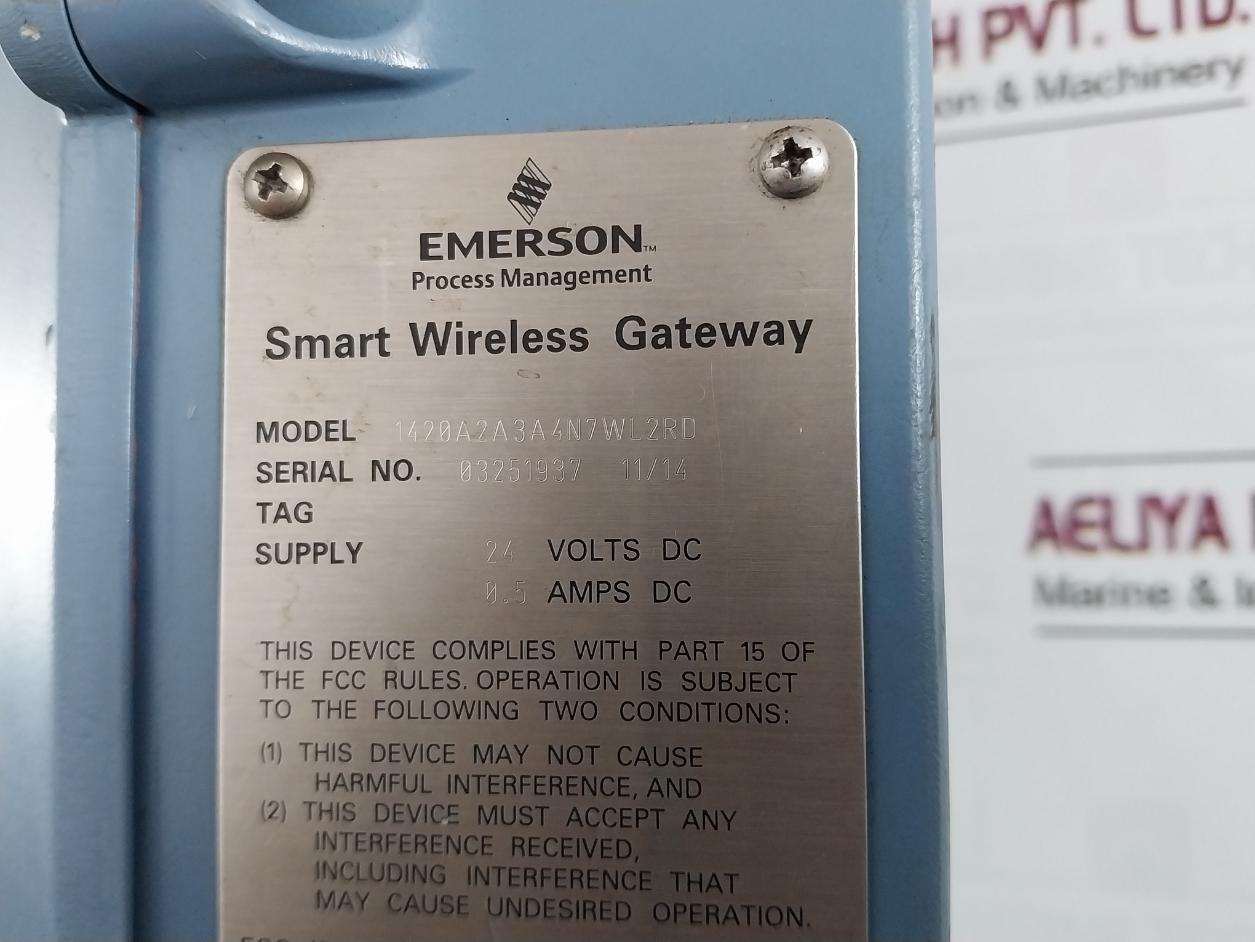 H PVT. LTD.
on & Machinery
EMERSON™
Process Management
Smart Wireless Gateway
MODEL 1420A2A3A4N7WL2RD
SERIAL NO. 03251937 11/14
TAG
SUPPLY 24 VOLTS DC
0.5 AMPS DC
THIS DEVICE COMPLIES WITH PART 15 OF
THE FCC RULES. OPERATION IS SUBJECT
TO THE FOLLOWING TWO CONDITIONS:
(1) THIS DEVICE MAY NOT CAUSE
HARMFUL INTERFERENCE, AND
(2) THIS DEVICE MUST ACCEPT ANY
INTERFERENCE RECEIVED,
INCLUDING INTERFERENCE THAT
MAY CAUSE UNDESIRED OPERATION.
AELIYA
Marine &